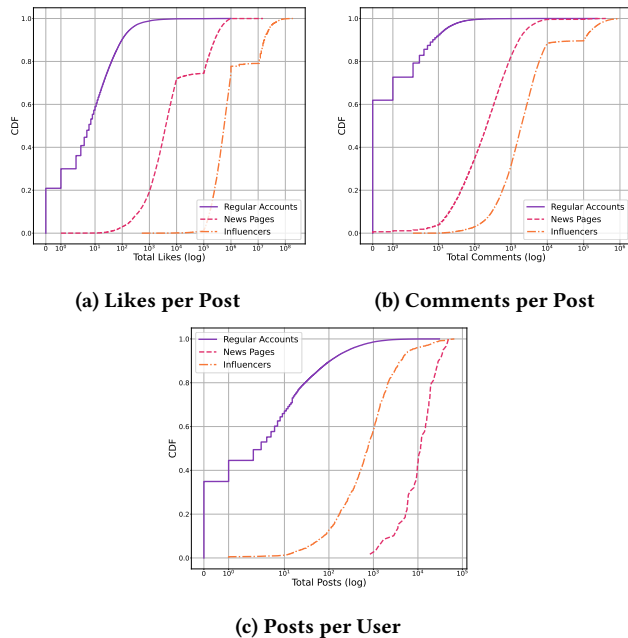 1.0
0.8
0.6
0.4
0.2
0.0
CDF
0 10⁰ 10¹ 10² 10³ 10⁴ 10⁵ 10⁶ 10⁷ 10⁸
Total Likes (log)
Regular Accounts
News Pages
Influencers
(a) Likes per Post
1.0
0.8
0.6
0.4
0.2
0.0
CDF
0 10⁰ 10¹ 10² 10³ 10⁴ 10⁵ 10⁶
Total Comments (log)
Regular Accounts
News Pages
Influencers
(b) Comments per Post
Regular Accounts
News Pages
Influencers
1.0
0.8
0.6
0.4
0.2
0.0
CDF
0 10⁰ 10¹ 10² 10³ 10⁴ 10⁵
Total Posts (log)
(c) Posts per User